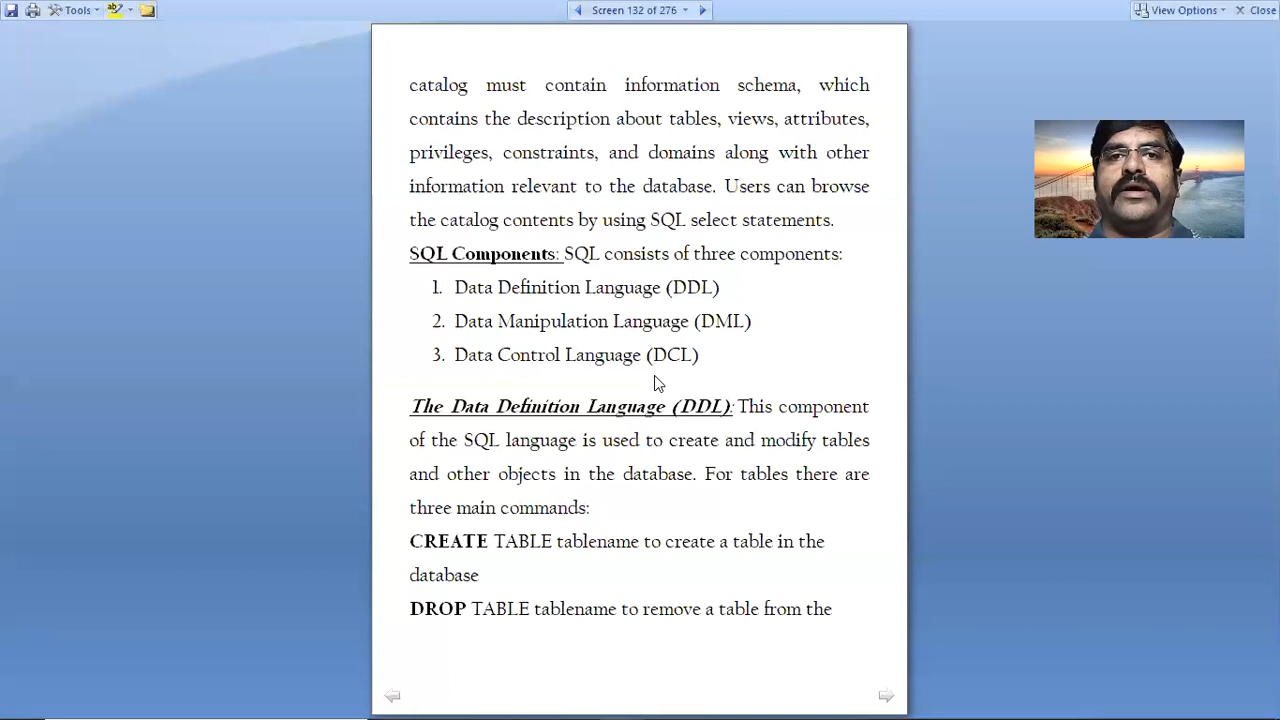 Tools
Screen 132 of 276
View Options
Close
catalog must contain information schema, which
contains the description about tables, views, attributes,
privileges, constraints, and domains along with other
information relevant to the database. Users can browse
the catalog contents by using SQL select statements.
SQL Components: SQL consists of three components:
1. Data Definition Language (DDL)
2. Data Manipulation Language (DML)
3. Data Control Language (DCL)
The Data Definition Language (DDL): This component
of the SQL language is used to create and modify tables
and other objects in the database. For tables there are
three main commands:
CREATE TABLE tablename to create a table in the
database
DROP TABLE tablename to remove a table from the